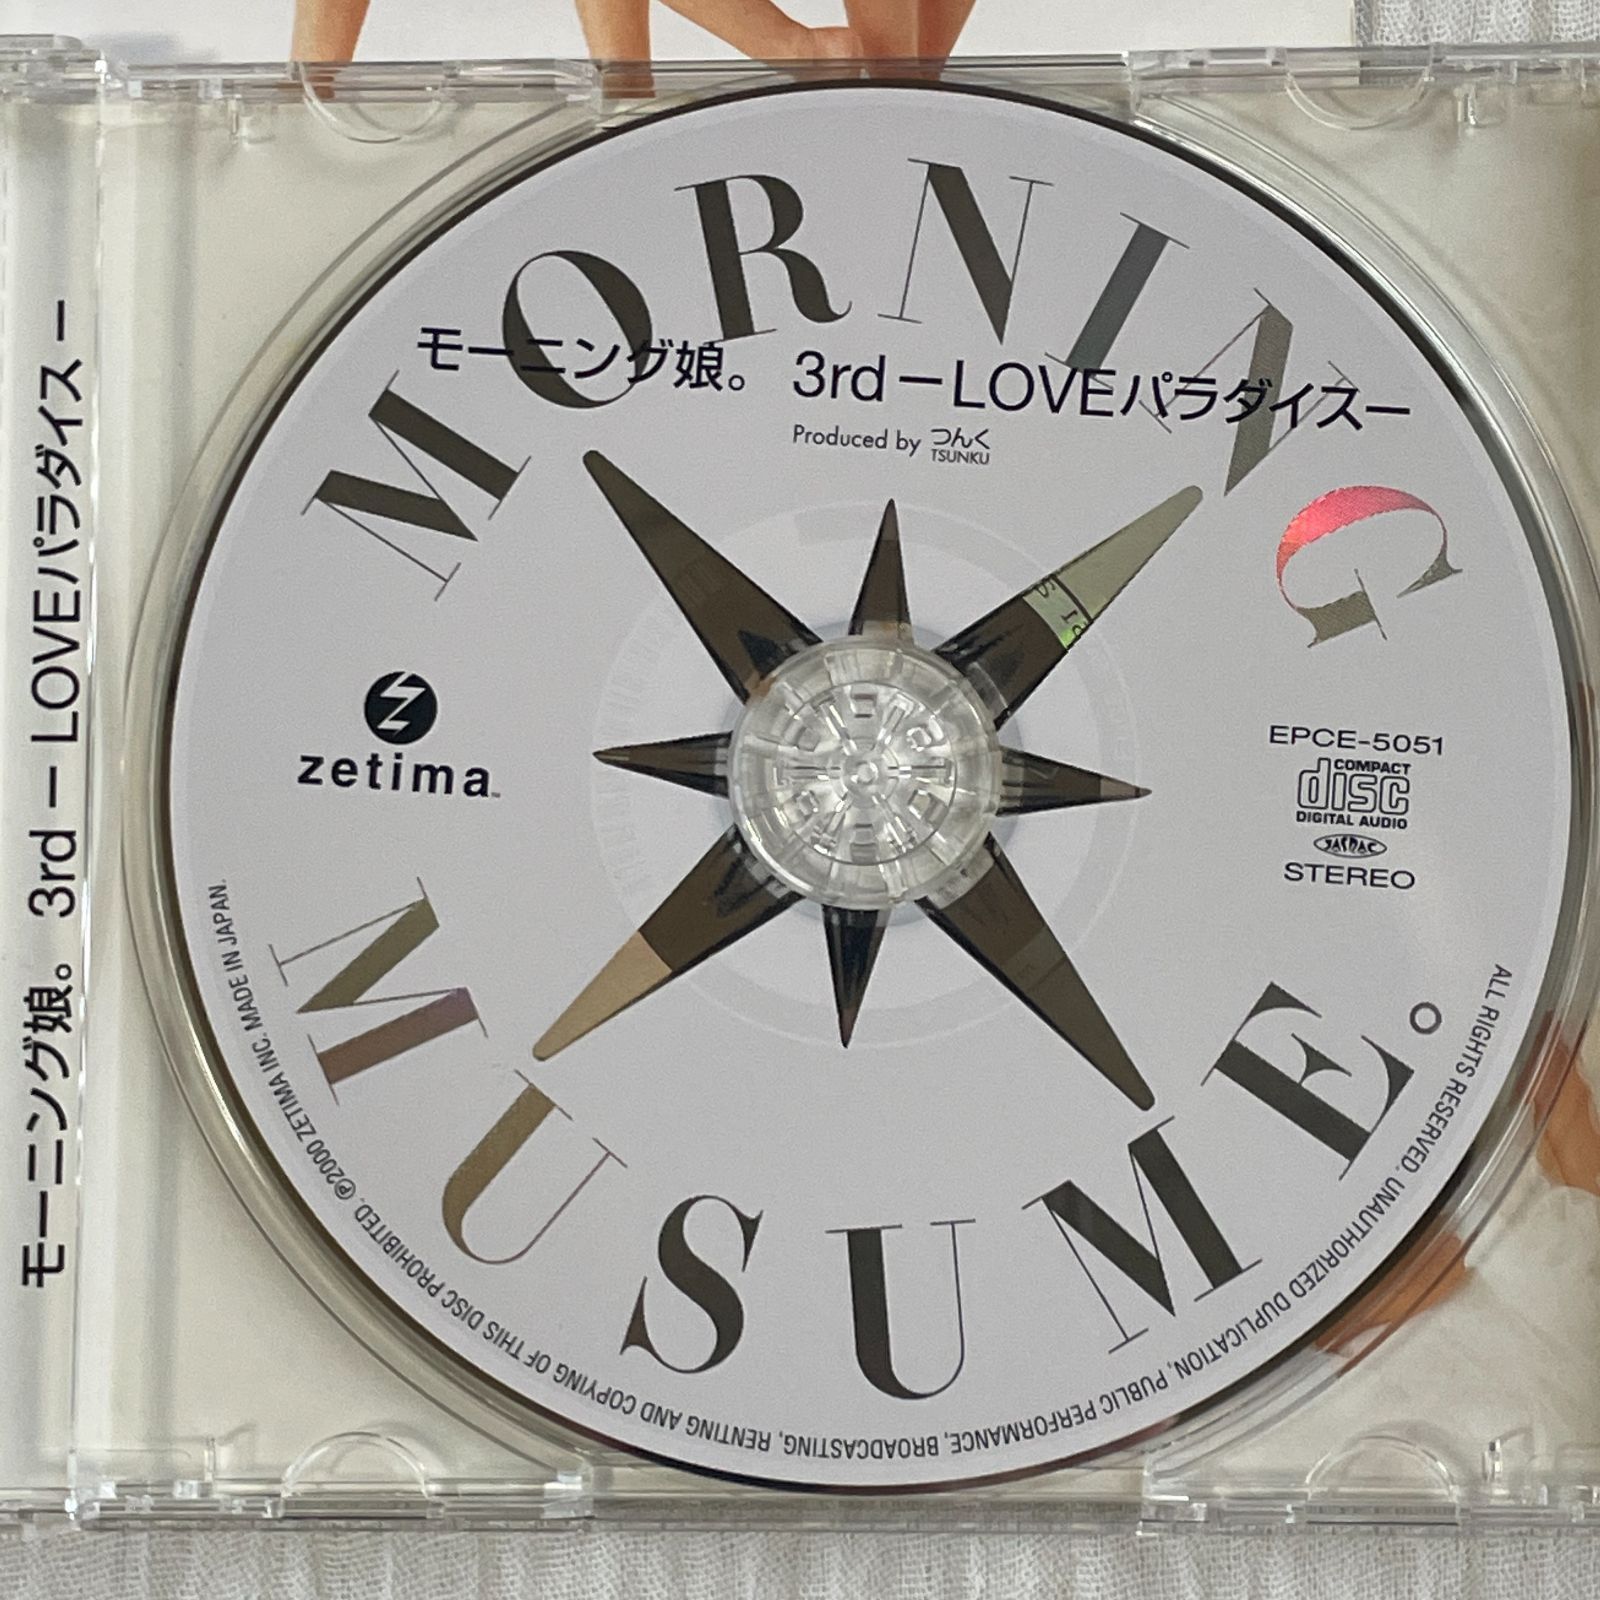 モーニング娘。 3rd ー LOVEパラダイス ー
MORNING
モーニング娘。 3rd ーLOVEパラダイスー
Produced by つんく
TSUNKU
zetima™
EPCE-5051
COMPACT
disc
DIGITAL AUDIO
JASRAC
STEREO
MUSUME。
ALL RIGHTS RESERVED. UNAUTHORIZED DUPLICATION, PUBLIC PERFORMANCE, BROADCASTING, RENTING AND COPYING OF THIS DISC PROHIBITED. ℗2000 ZETIMA INC. MADE IN JAPAN.